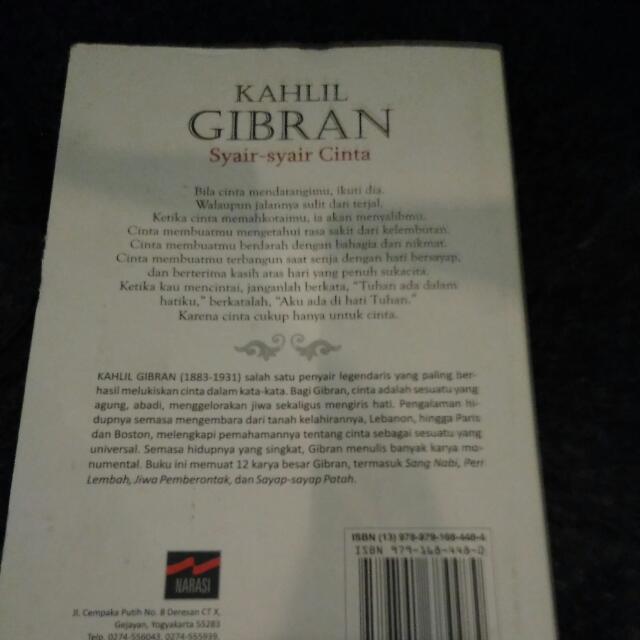 KAHLIL
GIBRAN
Syair-syair Cinta
" Bila cinta mendatangimu, ikuti dia.
Walaupun jalannya sulit dan terjal.
Ketika cinta memahkotaimu, ia akan menyalibmu.
Cinta membuatmu mengetahui rasa sakit dari kelembutan.
Cinta membuatmu berdarah dengan bahagia dan nikmat.
Cinta membuatmu terbangun saat senja dengan hati bersayap,
dan berterima kasih atas hari yang penuh sukacita.
Ketika kau mencintai, janganlah berkata, "Tuhan ada dalam
hatiku," berkatalah, "Aku ada di hati Tuhan."
Karena cinta cukup hanya untuk cinta.
KAHLIL GIBRAN (1883-1931) salah satu penyair legendaris yang paling ber-
hasil melukiskan cinta dalam kata-kata. Bagi Gibran, cinta adalah sesuatu yang
agung, abadi, menggelorakan jiwa sekaligus mengiris hati. Pengalaman hi-
dupnya semasa mengembara dari tanah kelahirannya, Lebanon, hingga Paris
dan Boston, melengkapi pemahamannya tentang cinta sebagai sesuatu yang
universal. Semasa hidupnya yang singkat, Gibran menulis banyak karya mo-
numental. Buku ini memuat 12 karya besar Gibran, termasuk Sang Nabi, Peri
Lembah, Jiwa Pemberontak, dan Sayap-sayap Patah.
ISBN (13) 978-979-168-448-4
ISBN 979-168-448-0
NARASI
Jl. Cempaka Putih No. 8 Deresan CT X,
Gejayan, Yogyakarta 55283
Telp. 0274-556043, 0274-555939,